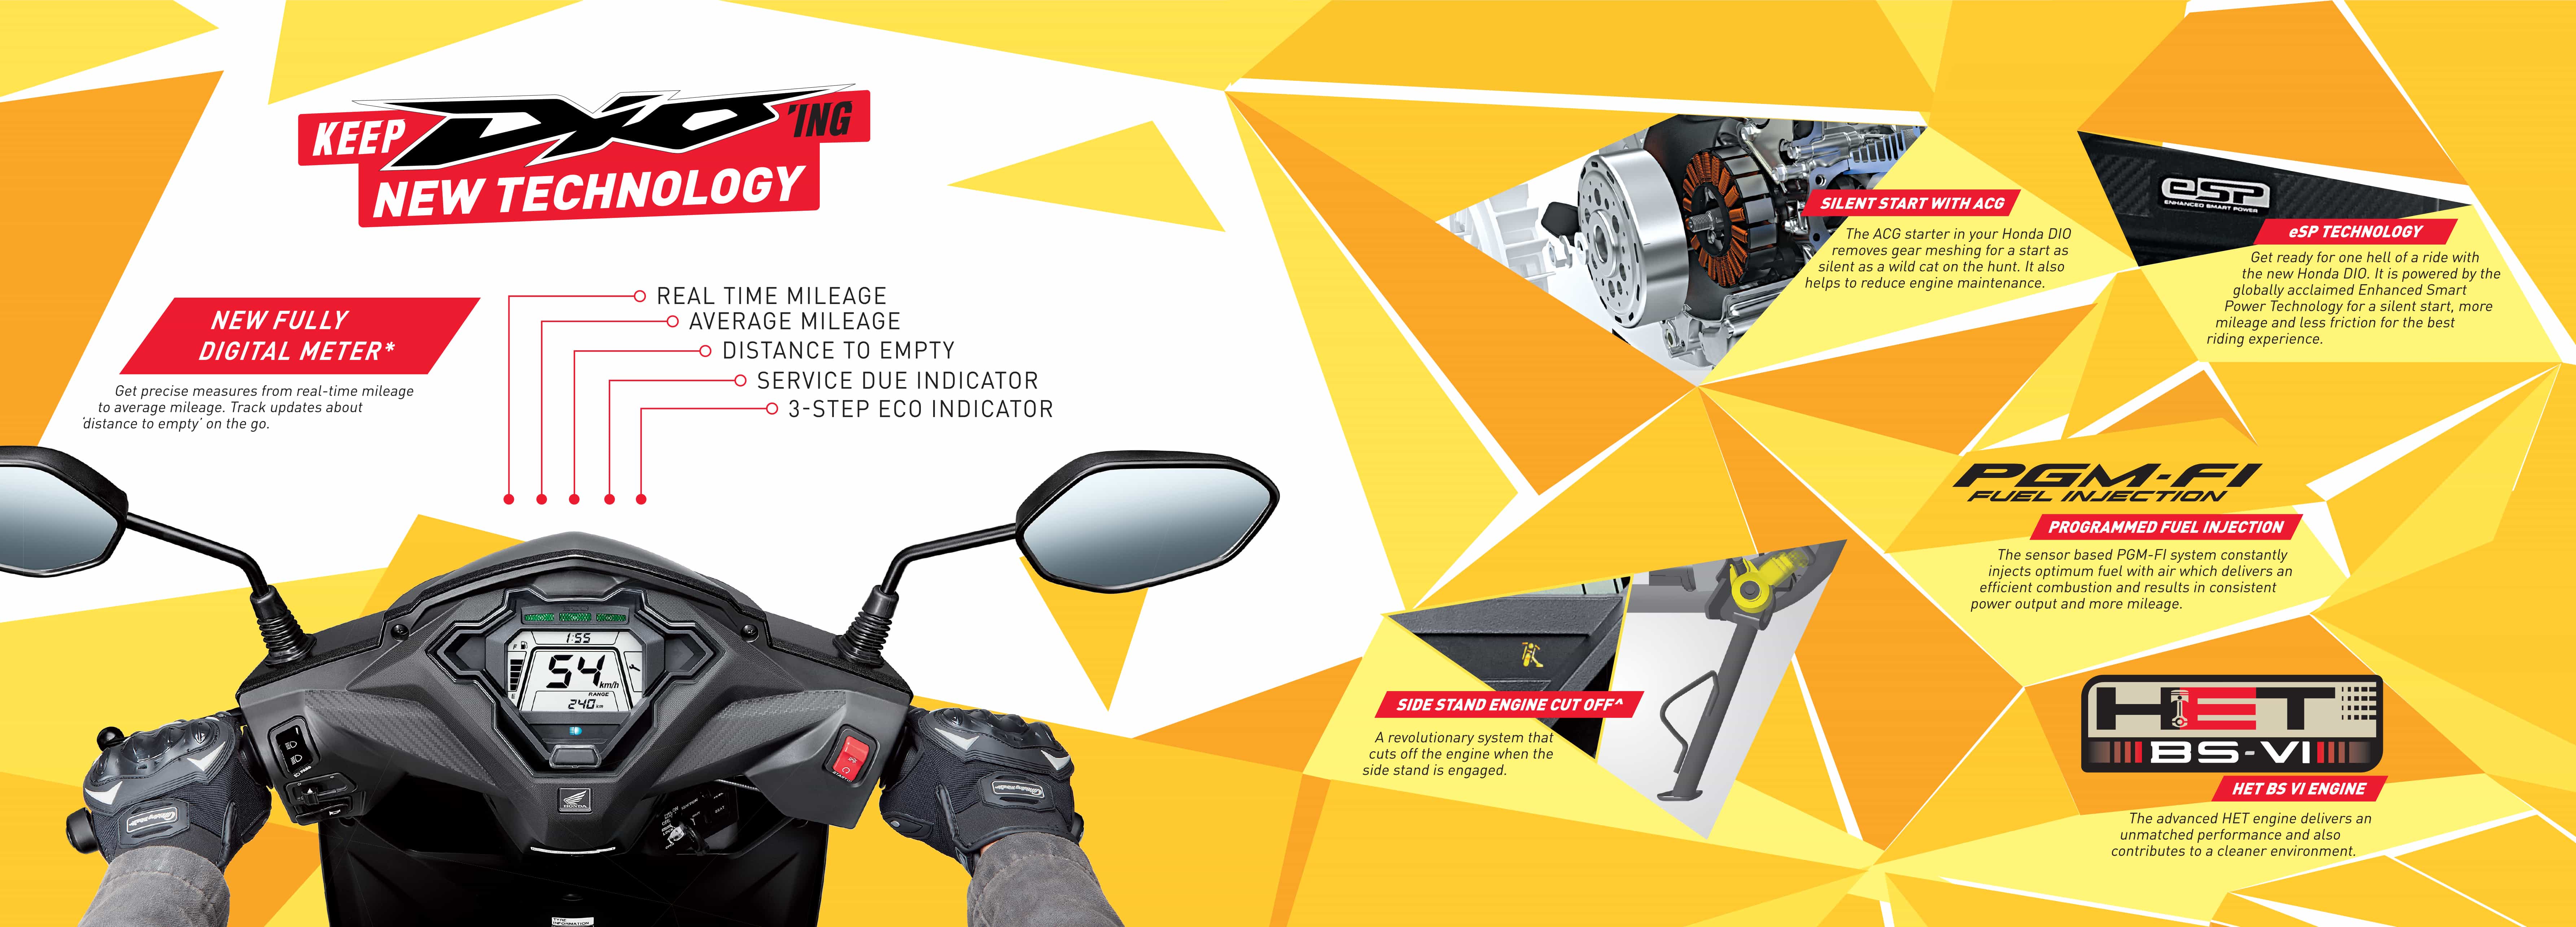 KEEP DIO 'ING
NEW TECHNOLOGY
NEW FULLY
DIGITAL METER*
Get precise measures from real-time mileage
to average mileage. Track updates about
'distance to empty' on the go.
REAL TIME MILEAGE
AVERAGE MILEAGE
DISTANCE TO EMPTY
SERVICE DUE INDICATOR
3-STEP ECO INDICATOR
1:55
F
E
54 km/h
RANGE
240 km
HONDA
SILENT START WITH ACG
The ACG starter in your Honda DIO
removes gear meshing for a start as
silent as a wild cat on the hunt. It also
helps to reduce engine maintenance.
eSP
ENHANCED SMART POWER
eSP TECHNOLOGY
Get ready for one hell of a ride with
the new Honda DIO. It is powered by the
globally acclaimed Enhanced Smart
Power Technology for a silent start, more
mileage and less friction for the best
riding experience.
PGM-FI
FUEL INJECTION
PROGRAMMED FUEL INJECTION
The sensor based PGM-FI system constantly
injects optimum fuel with air which delivers an
efficient combustion and results in consistent
power output and more mileage.
SIDE STAND ENGINE CUT OFF^
A revolutionary system that
cuts off the engine when the
side stand is engaged.
HET
BS-VI
HET BS VI ENGINE
The advanced HET engine delivers an
unmatched performance and also
contributes to a cleaner environment.